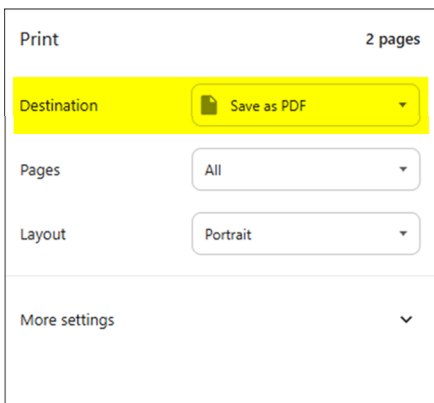 Print 2 pages
Destination Save as PDF
Pages All
Layout Portrait
More settings